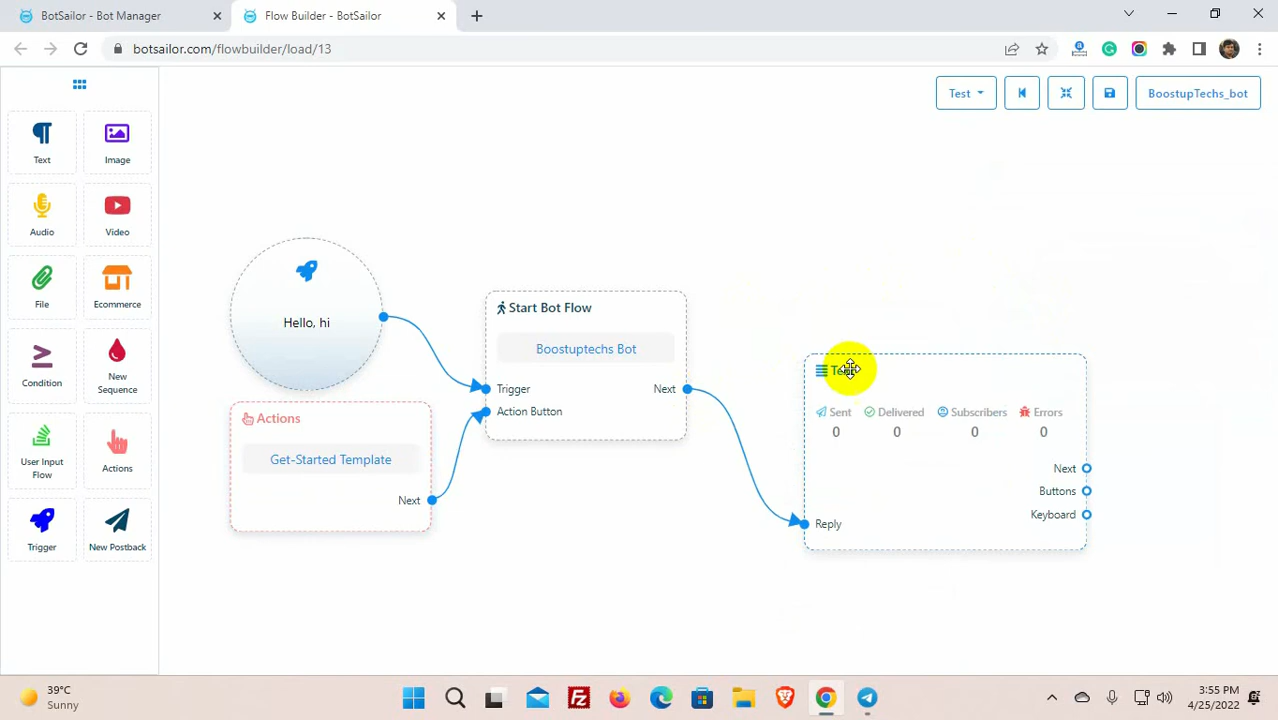 BotSailor - Bot Manager
Flow Builder - BotSailor
botsailor.com/flowbuilder/load/13
Test
BoostupTechs_bot
Text
Image
Audio
Video
File
Ecommerce
Condition
New
Sequence
User Input
Flow
Actions
Trigger
New Postback
Hello, hi
Actions
Get-Started Template
Next
Start Bot Flow
Boostuptechs Bot
Trigger
Next
Action Button
Text
Sent
Delivered
Subscribers
Errors
0
0
0
0
Next
Buttons
Keyboard
Reply
39°C
Sunny
3:55 PM
4/25/2022